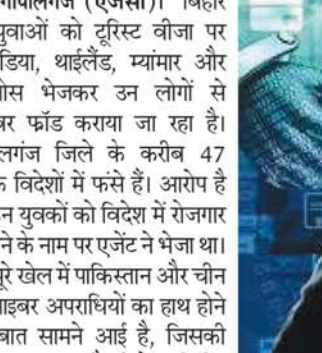 गोपालगंज (एजेंसी)। बिहार
युवाओं को टूरिस्ट वीजा पर
डिया, थाईलैंड, म्यांमार और
ओस भेजकर उन लोगों से
बर फ्रॉड कराया जा रहा है।
लगंज जिले के करीब 47
क विदेशों में फंसे हैं। आरोप है
न युवकों को विदेश में रोजगार
ने के नाम पर एजेंट ने भेजा था।
पूरे खेल में पाकिस्तान और चीन
साइबर अपराधियों का हाथ होने
बात सामने आई है, जिसकी